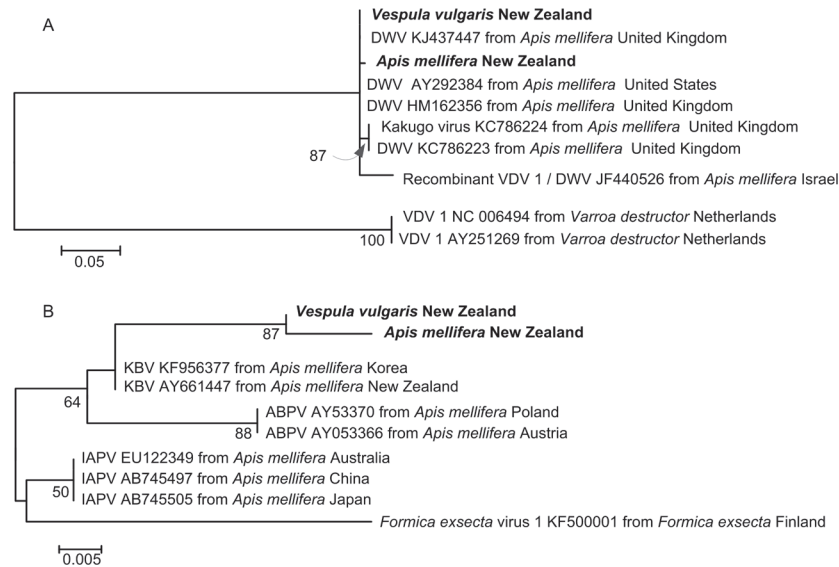 A
Vespula vulgaris New Zealand
DWV KJ437447 from Apis mellifera United Kingdom
Apis mellifera New Zealand
DWV AY292384 from Apis mellifera United States
DWV HM162356 from Apis mellifera United Kingdom
Kakugo virus KC786224 from Apis mellifera United Kingdom
87
DWV KC786223 from Apis mellifera United Kingdom
Recombinant VDV 1 / DWV JF440526 from Apis mellifera Israel
VDV 1 NC 006494 from Varroa destructor Netherlands
100
VDV 1 AY251269 from Varroa destructor Netherlands
0.05
B
Vespula vulgaris New Zealand
87
Apis mellifera New Zealand
KBV KF956377 from Apis mellifera Korea
KBV AY661447 from Apis mellifera New Zealand
64
ABPV AY53370 from Apis mellifera Poland
88
ABPV AY053366 from Apis mellifera Austria
IAPV EU122349 from Apis mellifera Australia
IAPV AB745497 from Apis mellifera China
50
IAPV AB745505 from Apis mellifera Japan
Formica exsecta virus 1 KF500001 from Formica exsecta Finland
0.005